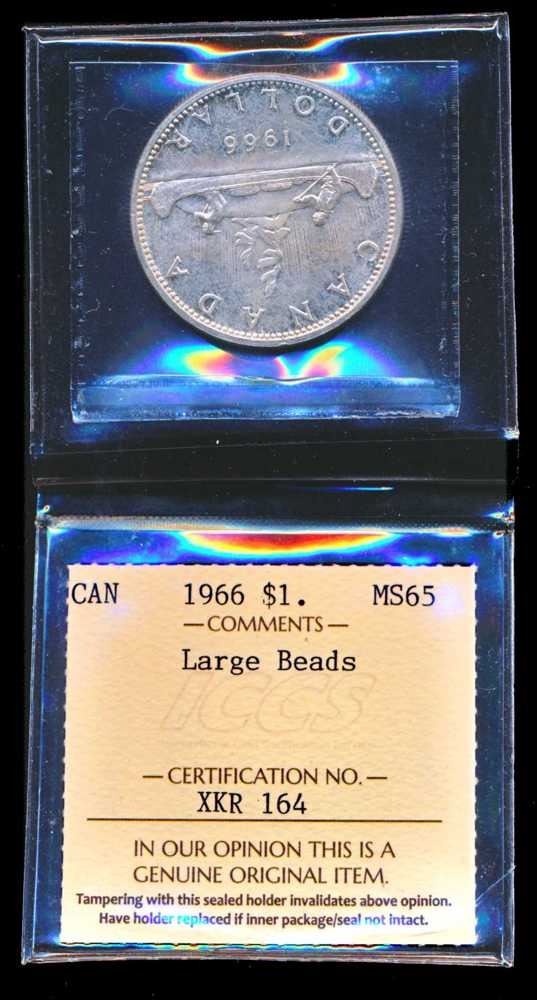 CANADA
1966
DOLLAR
CAN 1966 $1. MS65
— COMMENTS —
Large Beads
ICCS
— CERTIFICATION NO. —
XKR 164
IN OUR OPINION THIS IS A
GENUINE ORIGINAL ITEM.
Tampering with this sealed holder invalidates above opinion.
Have holder replaced if inner package/seal not intact.